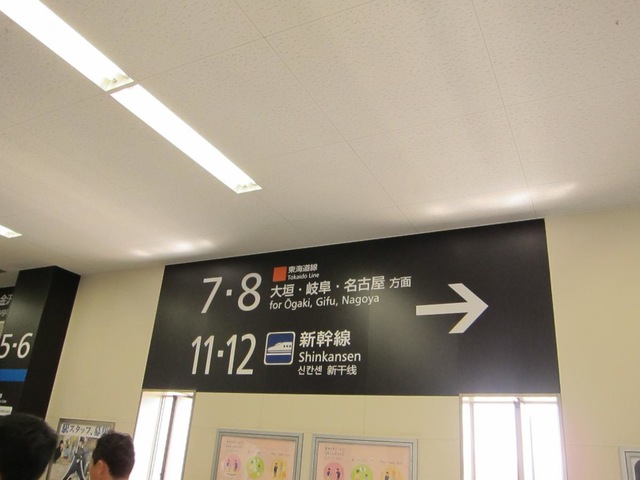 7・8
東海道線
Tokaido Line
大垣・岐阜・名古屋 方面
for Ōgaki, Gifu, Nagoya
11・12
新幹線
Shinkansen
신칸센 新干线
5・6